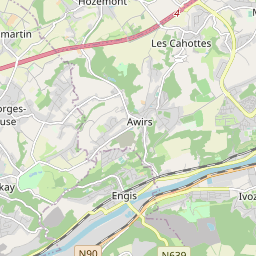 Hozémont
martin
4
Les Cahottes
orges-
use
Awirs
kay
Engis
Ivoz
N90
N639